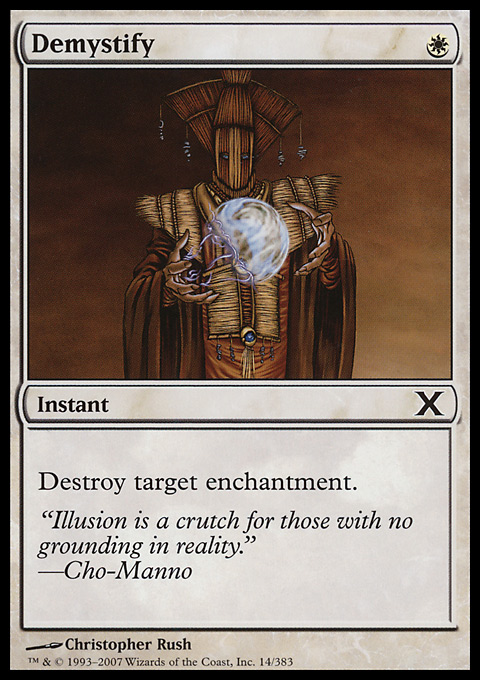 Demystify
Instant
X
Destroy target enchantment.
“Illusion is a crutch for those with no
grounding in reality.”
—Cho-Manno
Christopher Rush
™ & © 1993–2007 Wizards of the Coast, Inc. 14/383